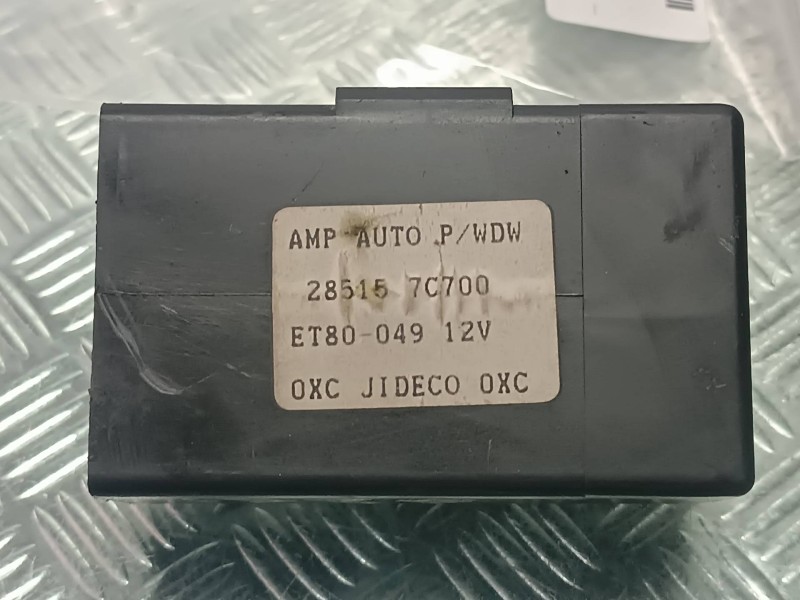 AMP AUTO P/WDW
28515 7C700
ET80-049 12V
OXC JIDECO OXC